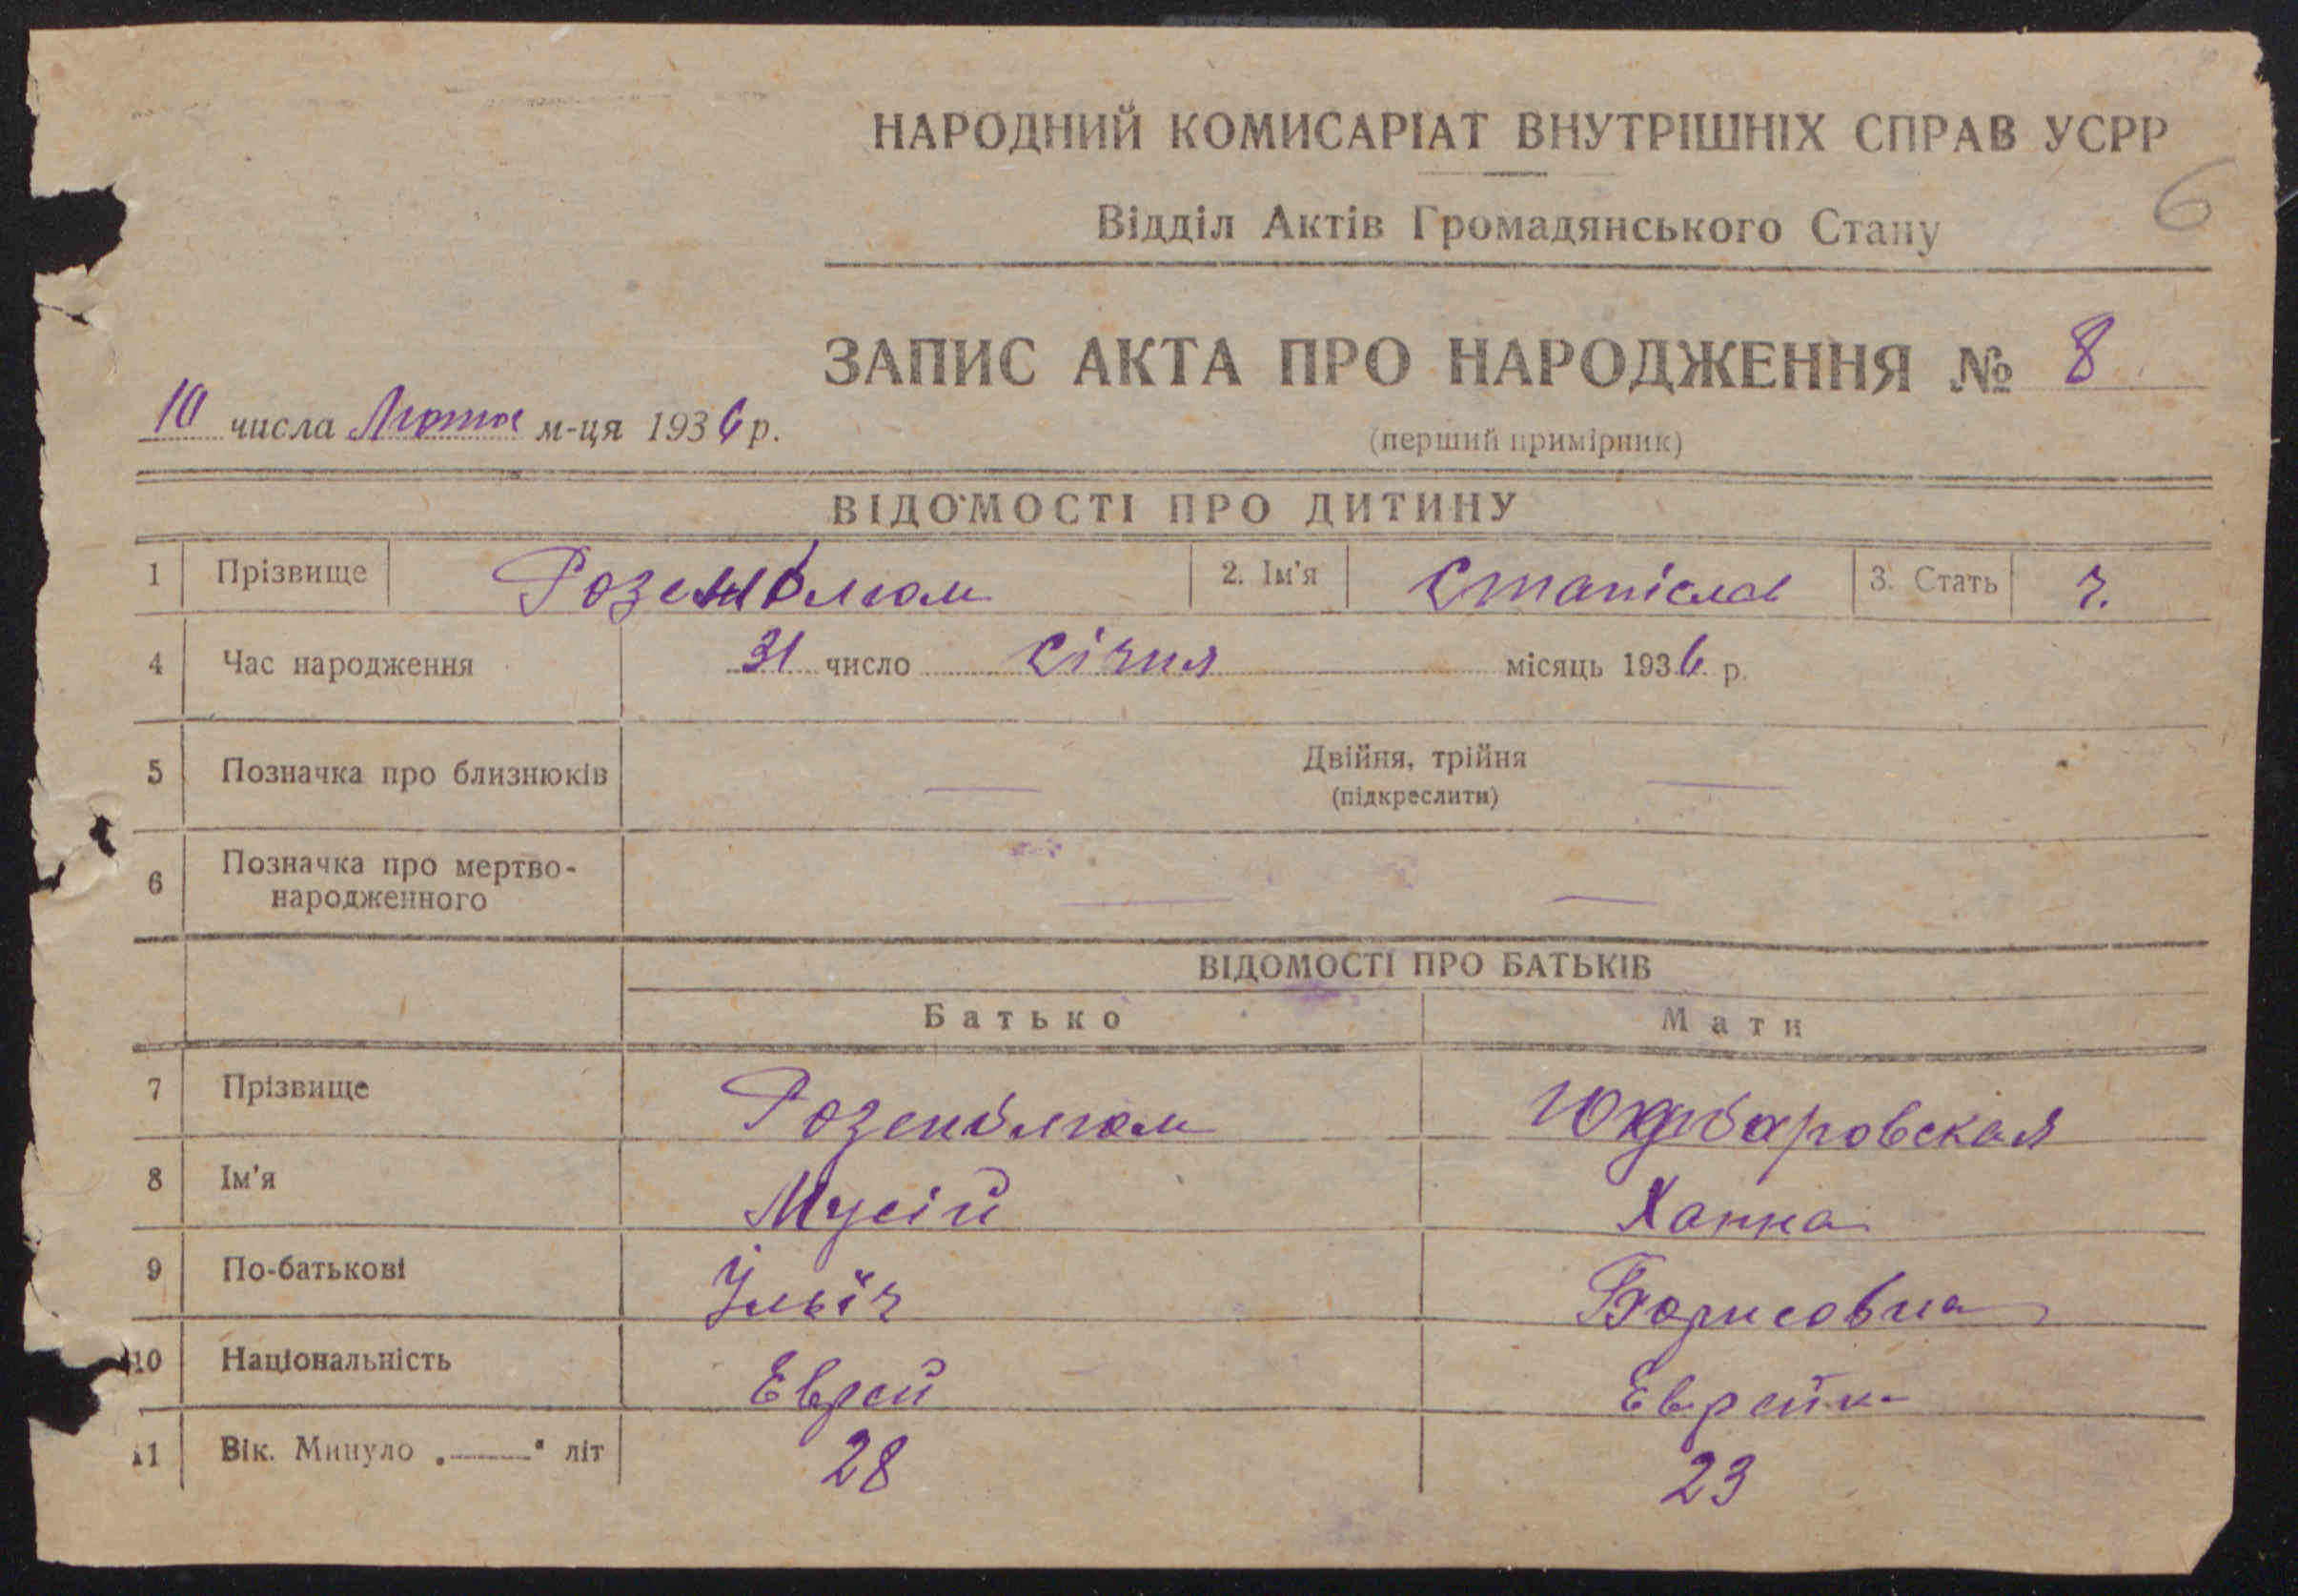 НАРОДНИЙ КОМИСАРІАТ ВНУТРІШНІХ СПРАВ УСРР
6
Відділ Актів Громадянського Стану
ЗАПИС АКТА ПРО НАРОДЖЕННЯ № 8
10 числа Лютого м-ця 1936 р.
(перший примірник)
ВІДОМОСТІ ПРО ДИТИНУ
1 Прізвище Розенблюм 2. Ім'я Станіслав 3. Стать ч.
4 Час народження 31 число Січня місяць 1936 р.
5 Позначка про близнюків — Двійня, трійня —
(підкреслити)
6 Позначка про мертво-
народженного — —
ВІДОМОСТІ ПРО БАТЬКІВ
Батько Мати
7 Прізвище Розенблюм
8 Ім'я Мусій Ханна
9 По-батькові Ільїч Борисовна
10 Національність Еврей Еврейка
11 Вік. Минуло „——" літ 28 23